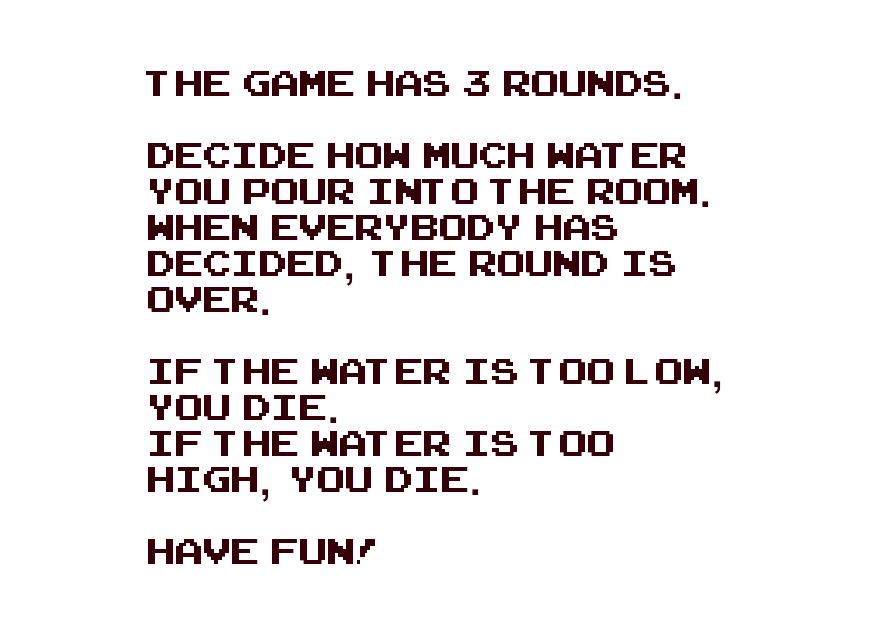 THE GAME HAS 3 ROUNDS.
DECIDE HOW MUCH WATER
YOU POUR INTO THE ROOM.
WHEN EVERYBODY HAS
DECIDED, THE ROUND IS
OVER.
IF THE WATER IS TOO LOW,
YOU DIE.
IF THE WATER IS TOO
HIGH, YOU DIE.
HAVE FUN!